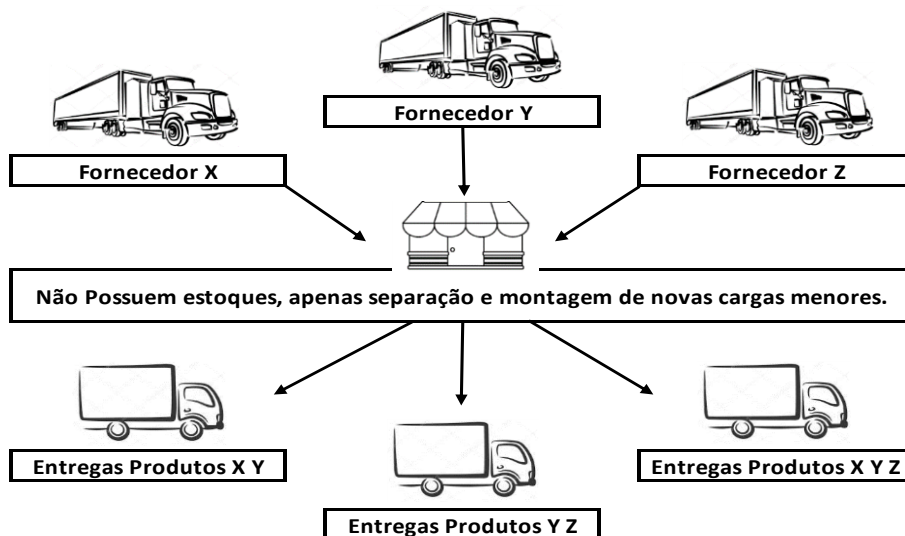 Fornecedor Y
Fornecedor X
Fornecedor Z
Não Possuem estoques, apenas separação e montagem de novas cargas menores.
Entregas Produtos X Y
Entregas Produtos X Y Z
Entregas Produtos Y Z